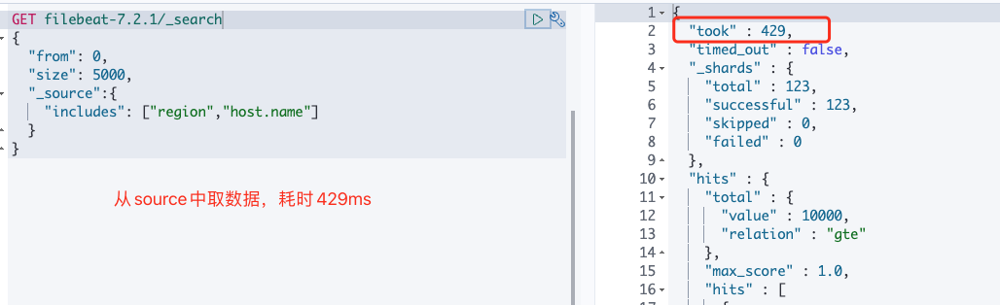 GET filebeat-7.2.1/_search
{
  "from": 0,
  "size": 5000,
  "_source":{
    "includes": ["region","host.name"]
  }
}
从source中取数据，耗时429ms
1 {
2 "took" : 429,
3 "timed_out" : false,
4 "_shards" : {
5 "total" : 123,
6 "successful" : 123,
7 "skipped" : 0,
8 "failed" : 0
9 },
10 "hits" : {
11 "total" : {
12 "value" : 10000,
13 "relation" : "gte"
14 },
15 "max_score" : 1.0,
16 "hits" : [